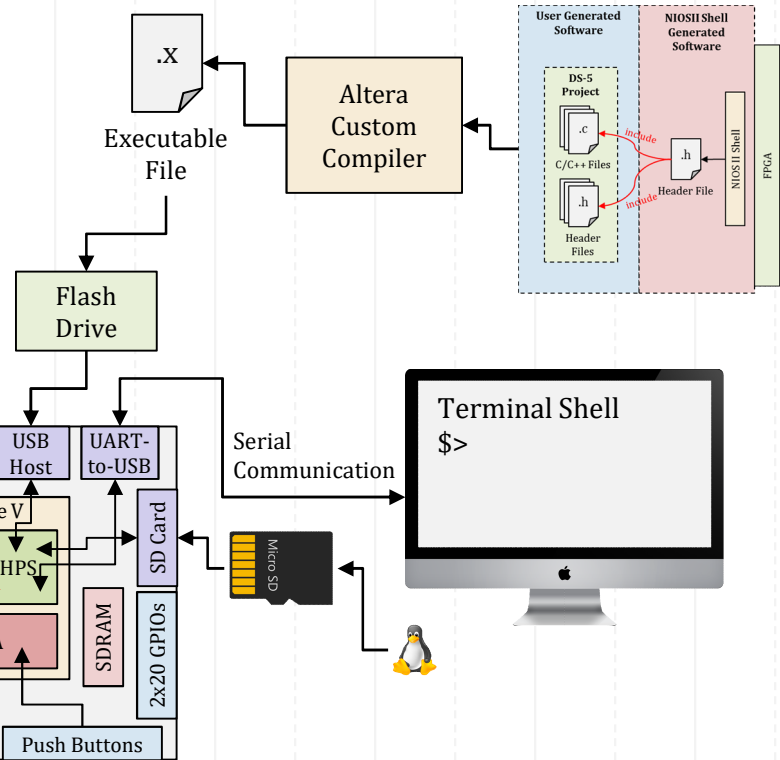 User Generated
Software
NIOSII Shell
Generated
Software
DS-5
Project
.c
C/C++ Files
.h
Header
Files
include
include
.h
Header File
NIOS II Shell
FPGA
.x
Executable
File
Altera
Custom
Compiler
Flash
Drive
USB
Host
UART-
to-USB
Serial
Communication
Terminal Shell
$>
e V
HPS
A
SD Card
Micro SD
SDRAM
2x20 GPIOs
Push Buttons